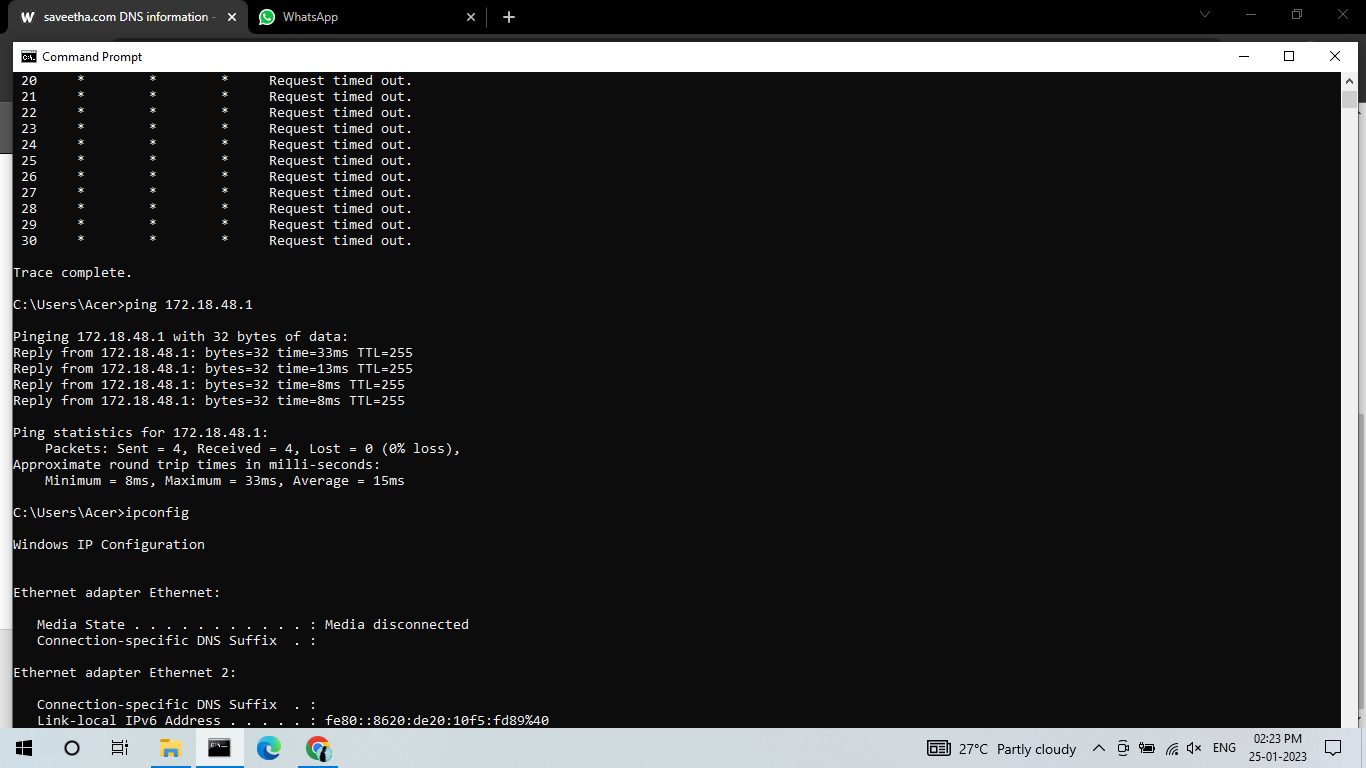 W saveetha.com DNS information -
WhatsApp
Command Prompt
20 * * * Request timed out.
21 * * * Request timed out.
22 * * * Request timed out.
23 * * * Request timed out.
24 * * * Request timed out.
25 * * * Request timed out.
26 * * * Request timed out.
27 * * * Request timed out.
28 * * * Request timed out.
29 * * * Request timed out.
30 * * * Request timed out.
Trace complete.
C:\Users\Acer>ping 172.18.48.1
Pinging 172.18.48.1 with 32 bytes of data:
Reply from 172.18.48.1: bytes=32 time=33ms TTL=255
Reply from 172.18.48.1: bytes=32 time=13ms TTL=255
Reply from 172.18.48.1: bytes=32 time=8ms TTL=255
Reply from 172.18.48.1: bytes=32 time=8ms TTL=255
Ping statistics for 172.18.48.1:
Packets: Sent = 4, Received = 4, Lost = 0 (0% loss),
Approximate round trip times in milli-seconds:
Minimum = 8ms, Maximum = 33ms, Average = 15ms
C:\Users\Acer>ipconfig
Windows IP Configuration
Ethernet adapter Ethernet:
Media State . . . . . . . . . . . : Media disconnected
Connection-specific DNS Suffix  . :
Ethernet adapter Ethernet 2:
Connection-specific DNS Suffix  . :
Link-local IPv6 Address . . . . . : fe80::8620:de20:10f5:fd89%40
27°C Partly cloudy
ENG
02:23 PM
25-01-2023